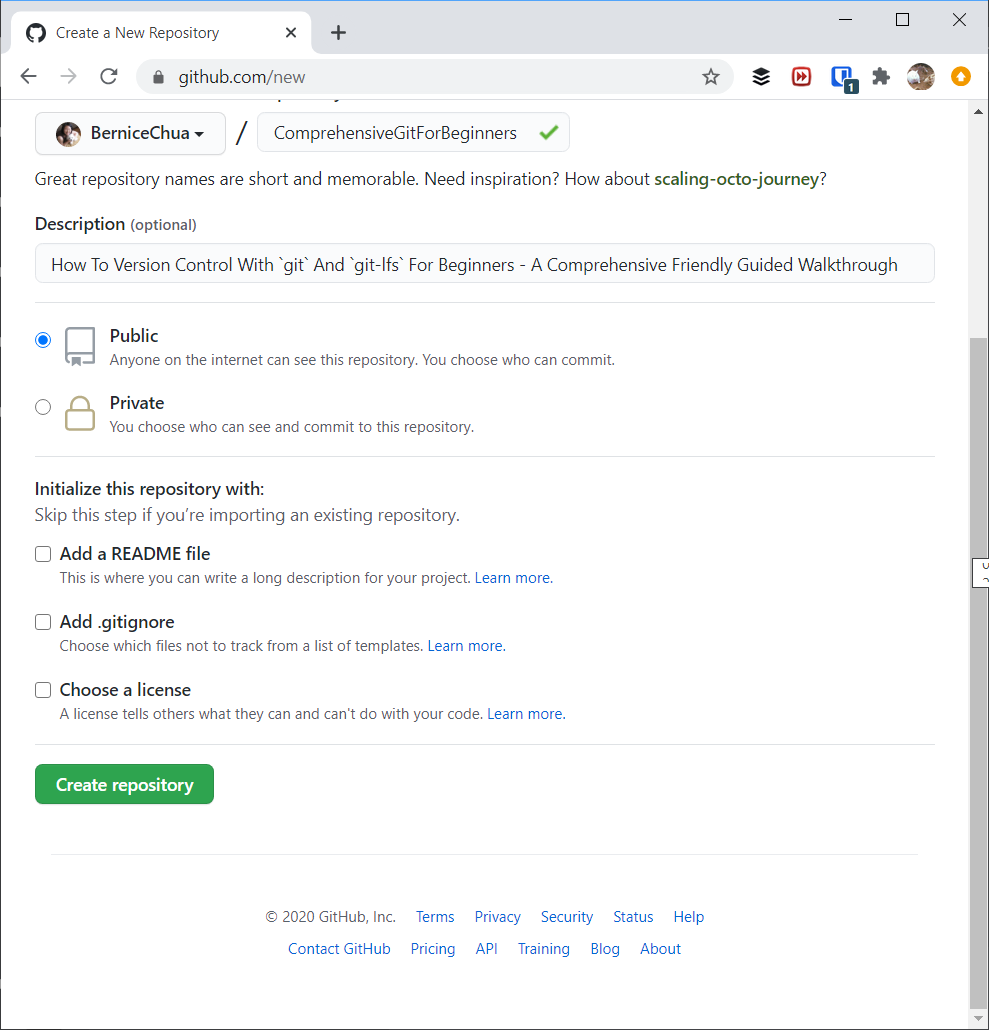 Create a New Repository
github.com/new
1
BerniceChua / ComprehensiveGitForBeginners
Great repository names are short and memorable. Need inspiration? How about scaling-octo-journey?
Description (optional)
How To Version Control With `git` And `git-lfs` For Beginners - A Comprehensive Friendly Guided Walkthrough
Public
Anyone on the internet can see this repository. You choose who can commit.
Private
You choose who can see and commit to this repository.
Initialize this repository with:
Skip this step if you’re importing an existing repository.
Add a README file
This is where you can write a long description for your project. Learn more.
Add .gitignore
Choose which files not to track from a list of templates. Learn more.
Choose a license
A license tells others what they can and can't do with your code. Learn more.
Create repository
© 2020 GitHub, Inc. Terms Privacy Security Status Help
Contact GitHub Pricing API Training Blog About